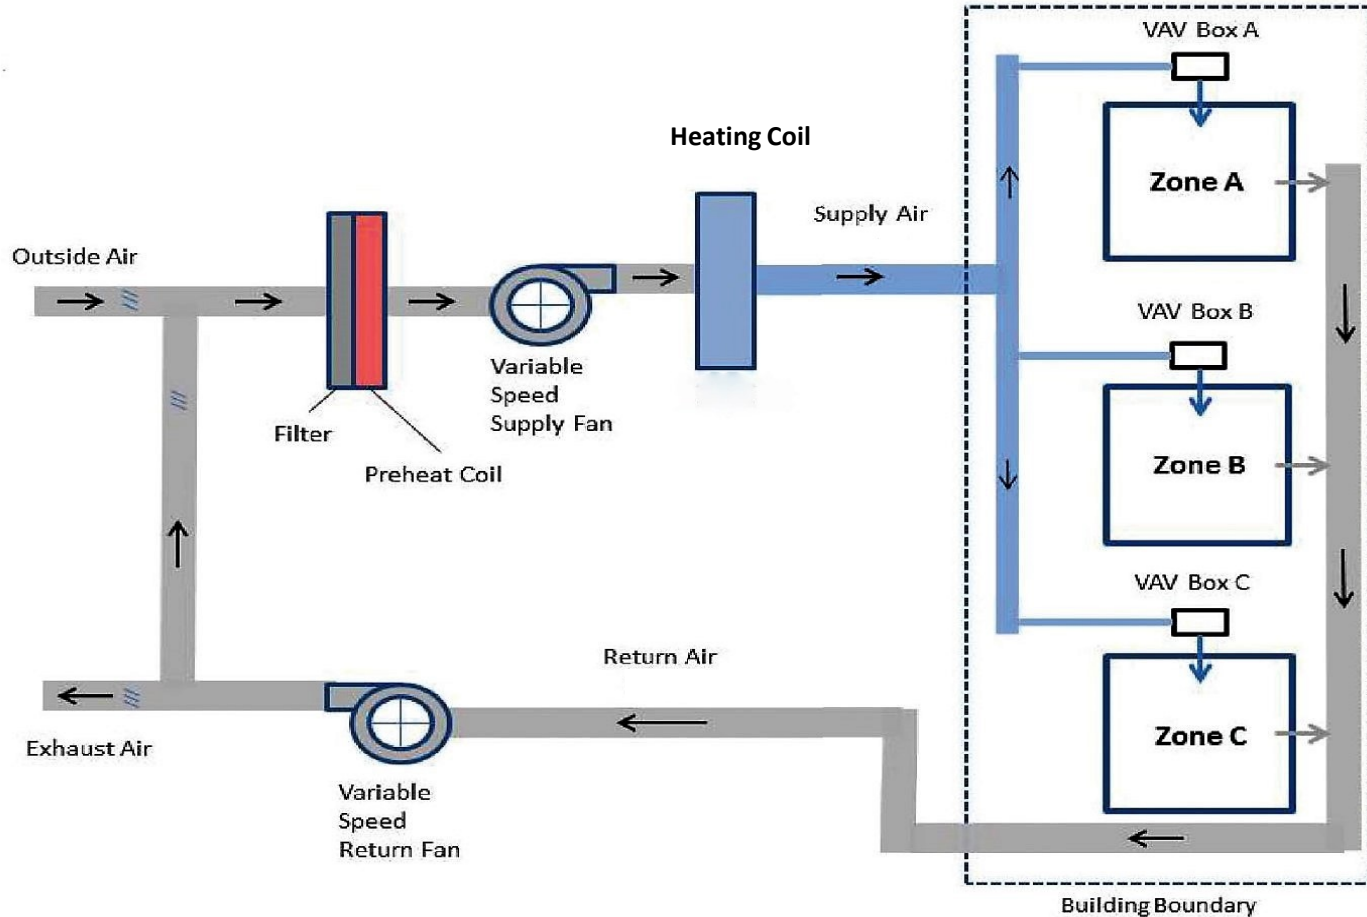 VAV Box A
Heating Coil
Zone A
Supply Air
Outside Air
VAV Box B
Variable
Speed
Supply Fan
Filter
Preheat Coil
Zone B
VAV Box C
Return Air
Zone C
Exhaust Air
Variable
Speed
Return Fan
Building Boundary